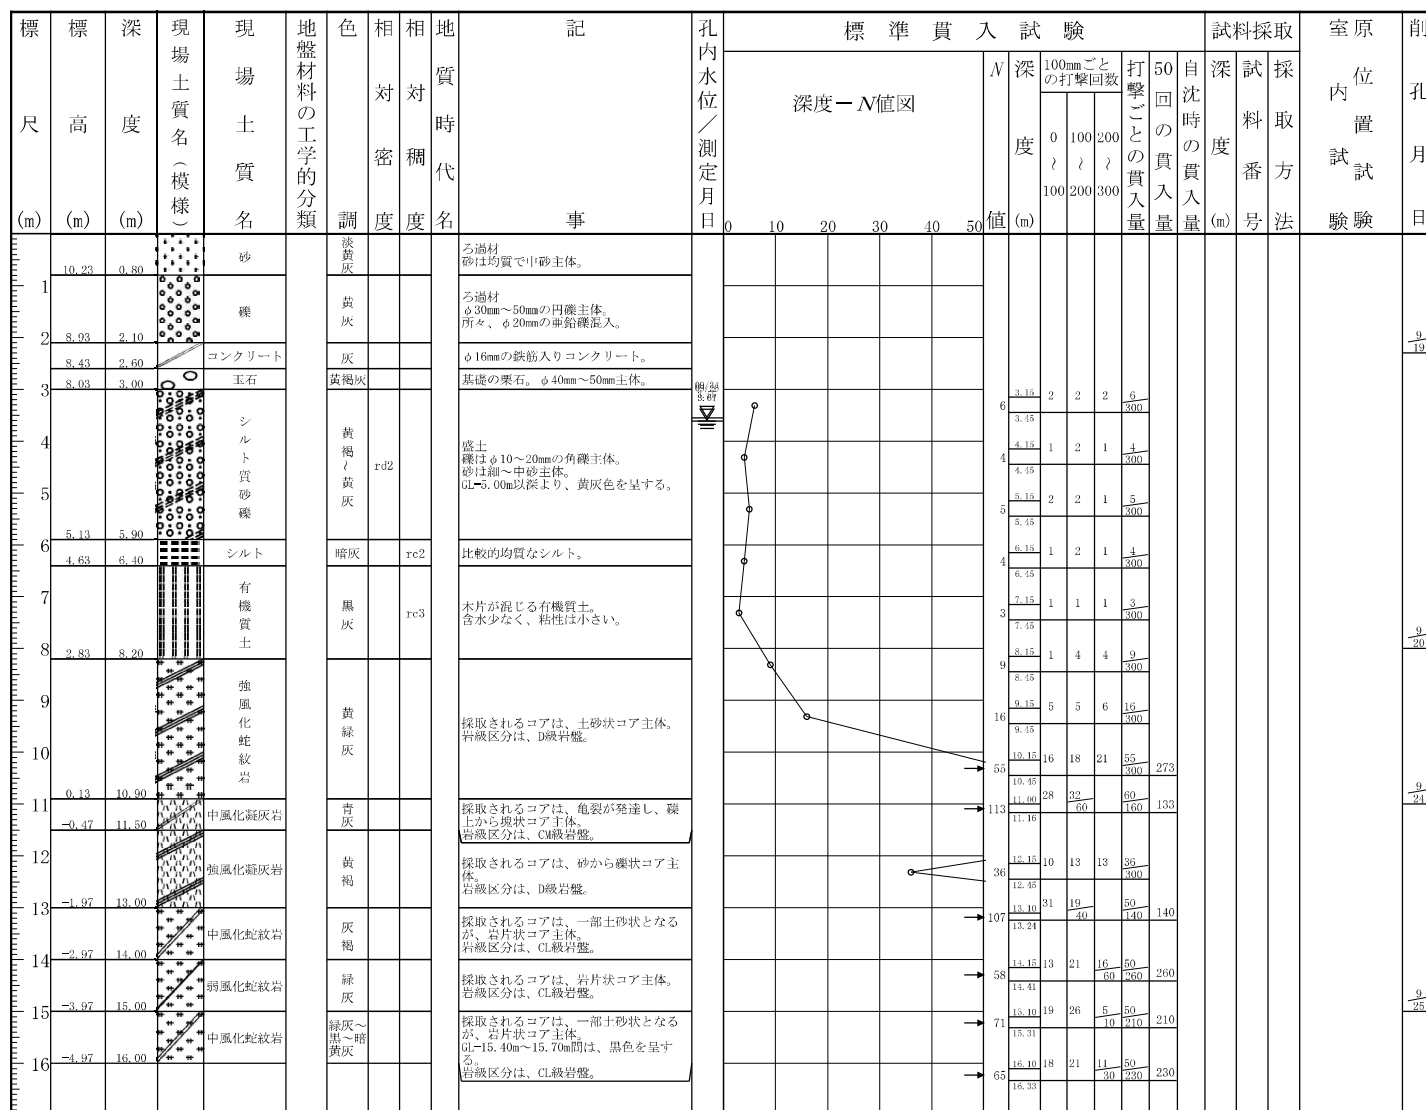 標尺(m)
標高(m)
深度(m)
現場土質名(模様)
現場土質名
地盤材料の工学的分類
色調
相対密度
相対稠度
地質時代名
記事
孔内水位/測定月日
標準貫入試験
深度－N値図
0 10 20 30 40 50
N値
深度(m)
100mmごとの打撃回数
0～100
100～200
200～300
打撃ごとの貫入量
50回の貫入量
自沈時の貫入量
試料採取
深度(m)
試料番号
採取方法
室内試験
原位置試験
削孔月日
10.23 0.80 砂 淡黄灰
ろ過材
砂は均質で中砂主体。
1
8.93 2.10 礫 黄灰
ろ過材
φ30mm～50mmの円礫主体。
所々、φ20mmの亜鉛礫混入。
2
9/19
8.43 2.60 コンクリート 灰 φ16mmの鉄筋入りコンクリート。
8.03 3.00 玉石 黄褐灰 基礎の栗石。φ40mm～50mm主体。
3
5.13 5.90 シルト質砂礫 黄褐～黄灰 rd2
盛土
礫はφ10～20mmの角礫主体。
砂は細～中砂主体。
GL-5.00m以深より、黄灰色を呈する。
6 3.15 3.45 2 2 2 6/300
4
4 4.15 4.45 1 2 1 4/300
5
5 5.15 5.45 2 2 1 5/300
6
4.63 6.40 シルト 暗灰 rc2 比較的均質なシルト。
4 6.15 6.45 1 2 1 4/300
7
2.83 8.20 有機質土 黒灰 rc3
木片が混じる有機質土。
含水少なく、粘性は小さい。
3 7.15 7.45 1 1 1 3/300
8
9/20
9 8.15 8.45 1 4 4 9/300
9
0.13 10.90 強風化蛇紋岩 黄緑灰
採取されるコアは、土砂状コア主体。
岩級区分は、D級岩盤。
16 9.15 9.45 5 5 6 16/300
10
55 10.15 10.45 16 18 21 55/300 273
11
9/24
-0.47 11.50 中風化凝灰岩 青灰
採取されるコアは、亀裂が発達し、礫
上から塊状コア主体。
岩級区分は、CM級岩盤。
113 11.00 11.16 28 32/60 60/160 133
12
-1.97 13.00 強風化凝灰岩 黄褐
採取されるコアは、砂から礫状コア主
体。
岩級区分は、D級岩盤。
36 12.15 12.45 10 13 13 36/300
13
-2.97 14.00 中風化蛇紋岩 灰褐
採取されるコアは、一部土砂状となる
が、岩片状コア主体。
岩級区分は、CL級岩盤。
107 13.10 13.24 31 19/40 50/140 140
14
-3.97 15.00 弱風化蛇紋岩 緑灰
採取されるコアは、岩片状コア主体。
岩級区分は、CL級岩盤。
58 14.15 14.41 13 21 16/60 50/260 260
15
9/25
-4.97 16.00 中風化蛇紋岩 緑灰～黒～暗黄灰
採取されるコアは、一部土砂状となる
が、岩片状コア主体。
GL-15.40m～15.70m間は、黒色を呈す
る。
岩級区分は、CL級岩盤。
71 15.10 15.31 19 26 5/10 50/210 210
16
65 16.10 16.33 18 21 11/30 50/230 230